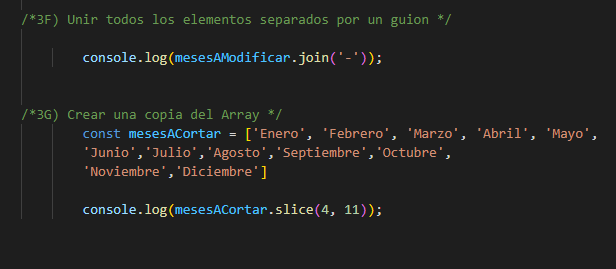 /*3F) Unir todos los elementos separados por un guion */
console.log(mesesAModificar.join('-'));
/*3G) Crear una copia del Array */
const mesesACortar = ['Enero', 'Febrero', 'Marzo', 'Abril', 'Mayo',
'Junio','Julio','Agosto','Septiembre','Octubre',
'Noviembre','Diciembre']
console.log(mesesACortar.slice(4, 11));